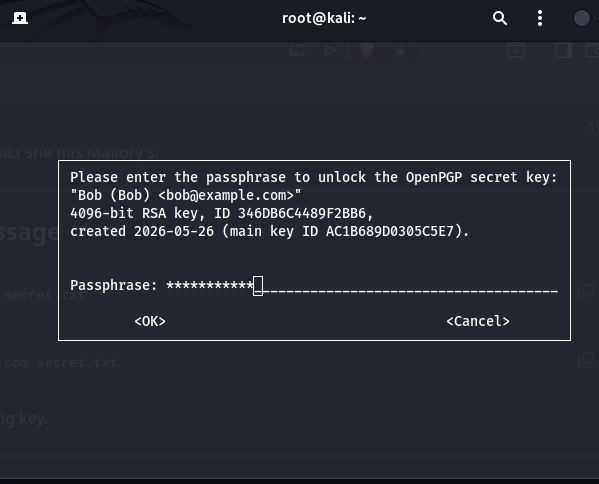 root@kali: ~
act she has Mallory's.
Please enter the passphrase to unlock the OpenPGP secret key:
"Bob (Bob) <bob@example.com>"
4096-bit RSA key, ID 346DB6C4489F2BB6,
created 2026-05-26 (main key ID AC1B689D0305C5E7).
ssage
secret.txt
Passphrase: ***********
<OK> <Cancel>
.com secret.txt
ng key.